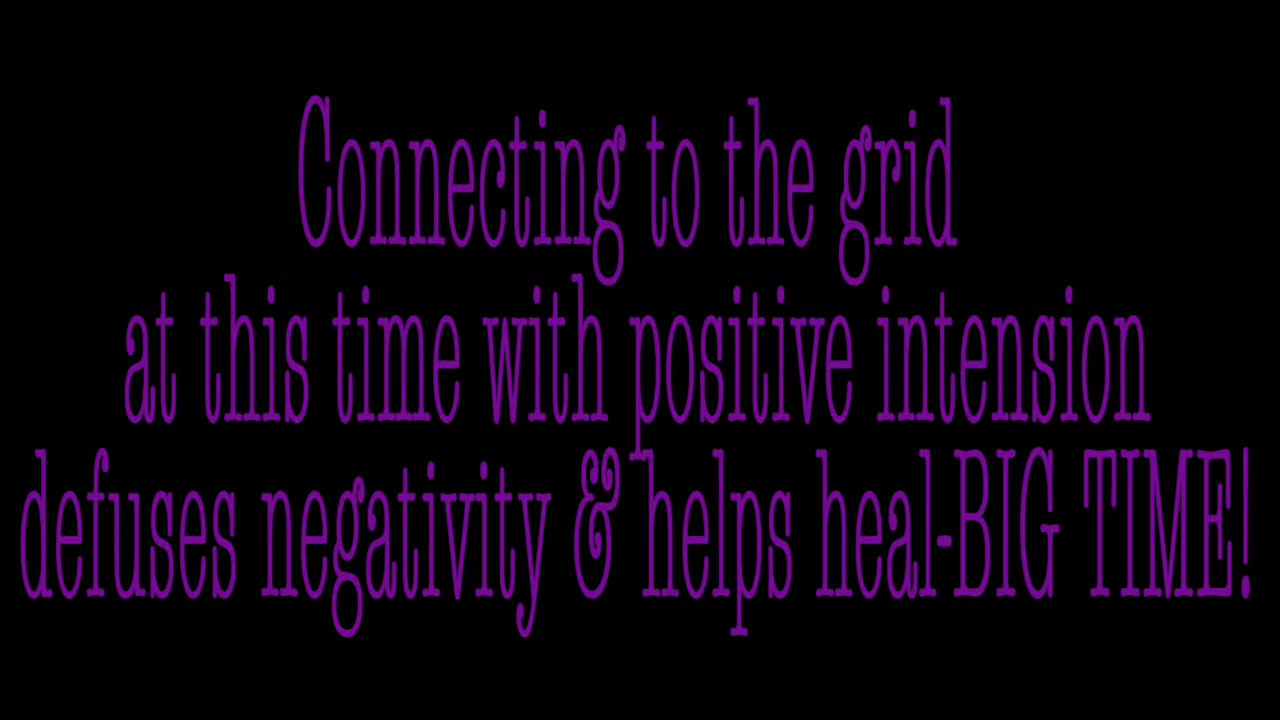 Connecting to the grid
at this time with positive intension
defuses negativity & helps heal-BIG TIME!